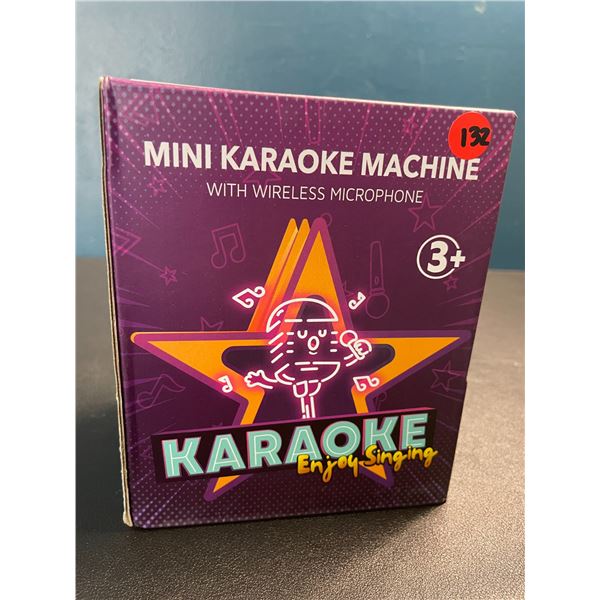 132
MINI KARAOKE MACHINE
WITH WIRELESS MICROPHONE
3+
KARAOKE
Enjoy Singing